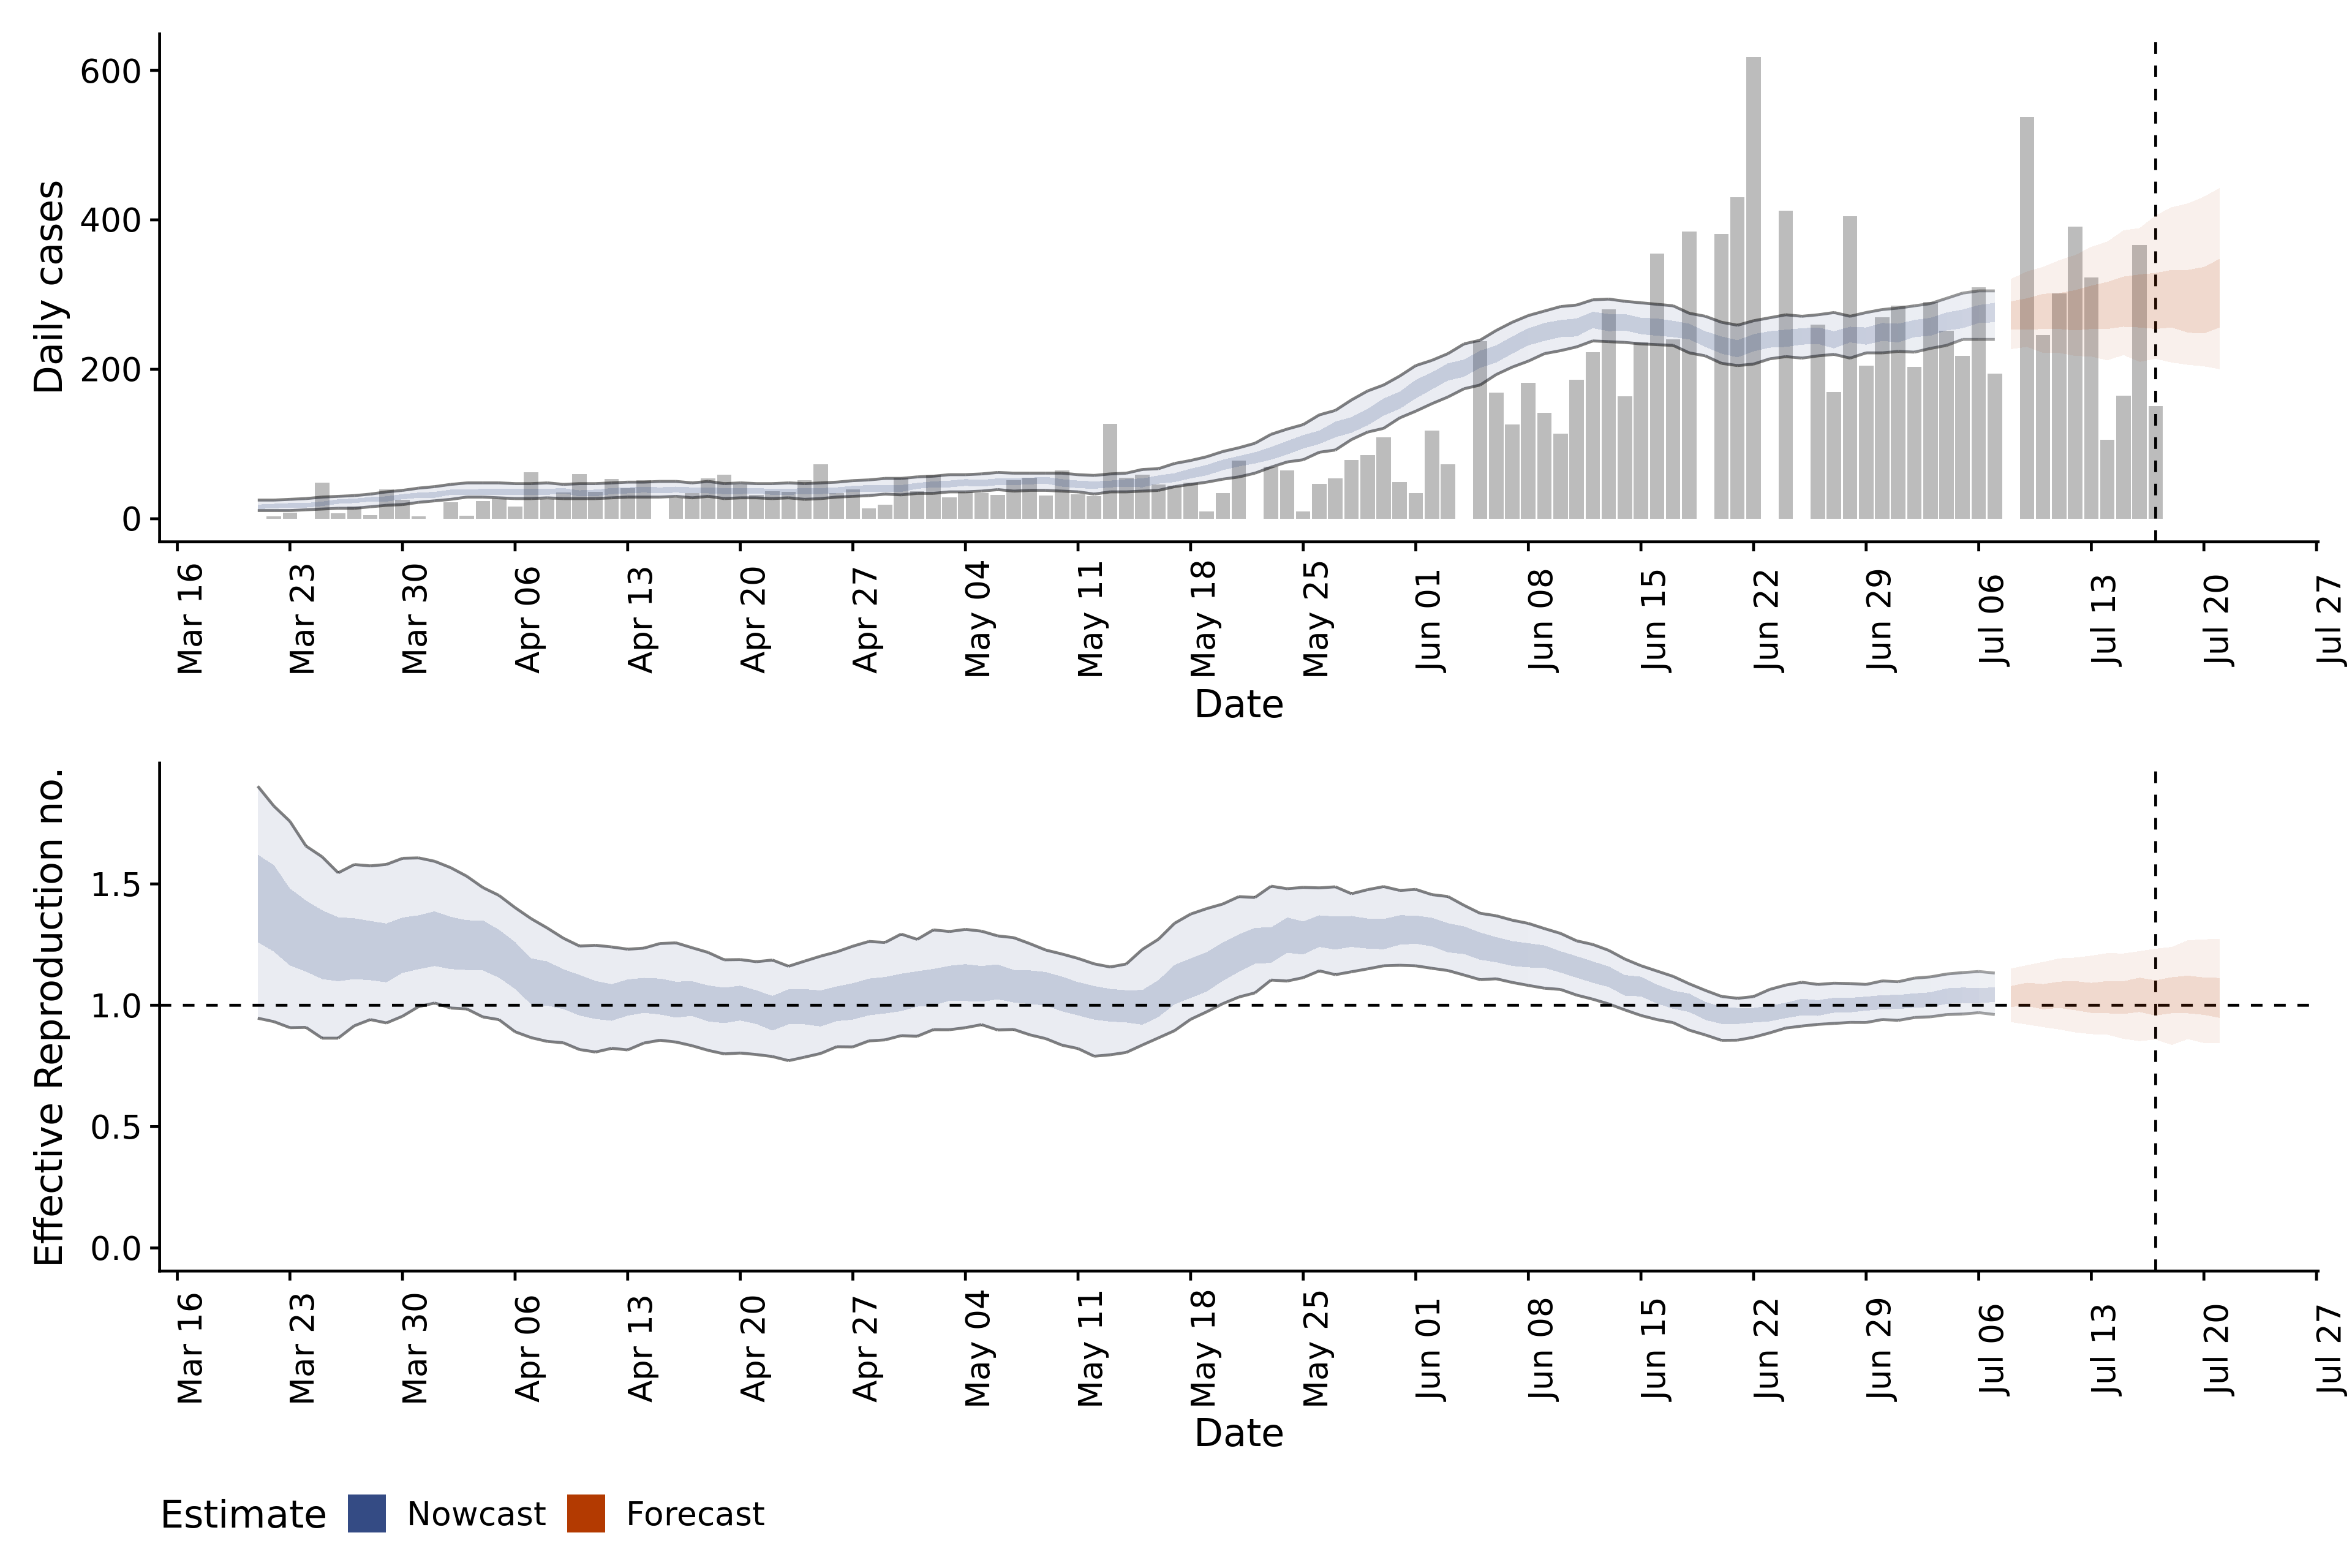 Daily cases
600
400
200
0
Mar 16
Mar 23
Mar 30
Apr 06
Apr 13
Apr 20
Apr 27
May 04
May 11
May 18
May 25
Jun 01
Jun 08
Jun 15
Jun 22
Jun 29
Jul 06
Jul 13
Jul 20
Jul 27
Date
Effective Reproduction no.
1.5
1.0
0.5
0.0
Mar 16
Mar 23
Mar 30
Apr 06
Apr 13
Apr 20
Apr 27
May 04
May 11
May 18
May 25
Jun 01
Jun 08
Jun 15
Jun 22
Jun 29
Jul 06
Jul 13
Jul 20
Jul 27
Date
Estimate Nowcast Forecast